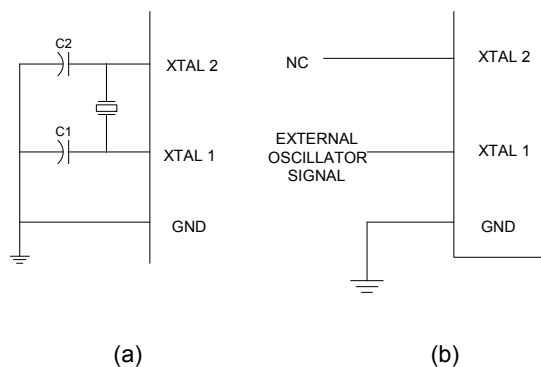 C2
XTAL 2
C1
XTAL 1
GND
(a)
NC
XTAL 2
EXTERNAL
OSCILLATOR
SIGNAL
XTAL 1
GND
(b)